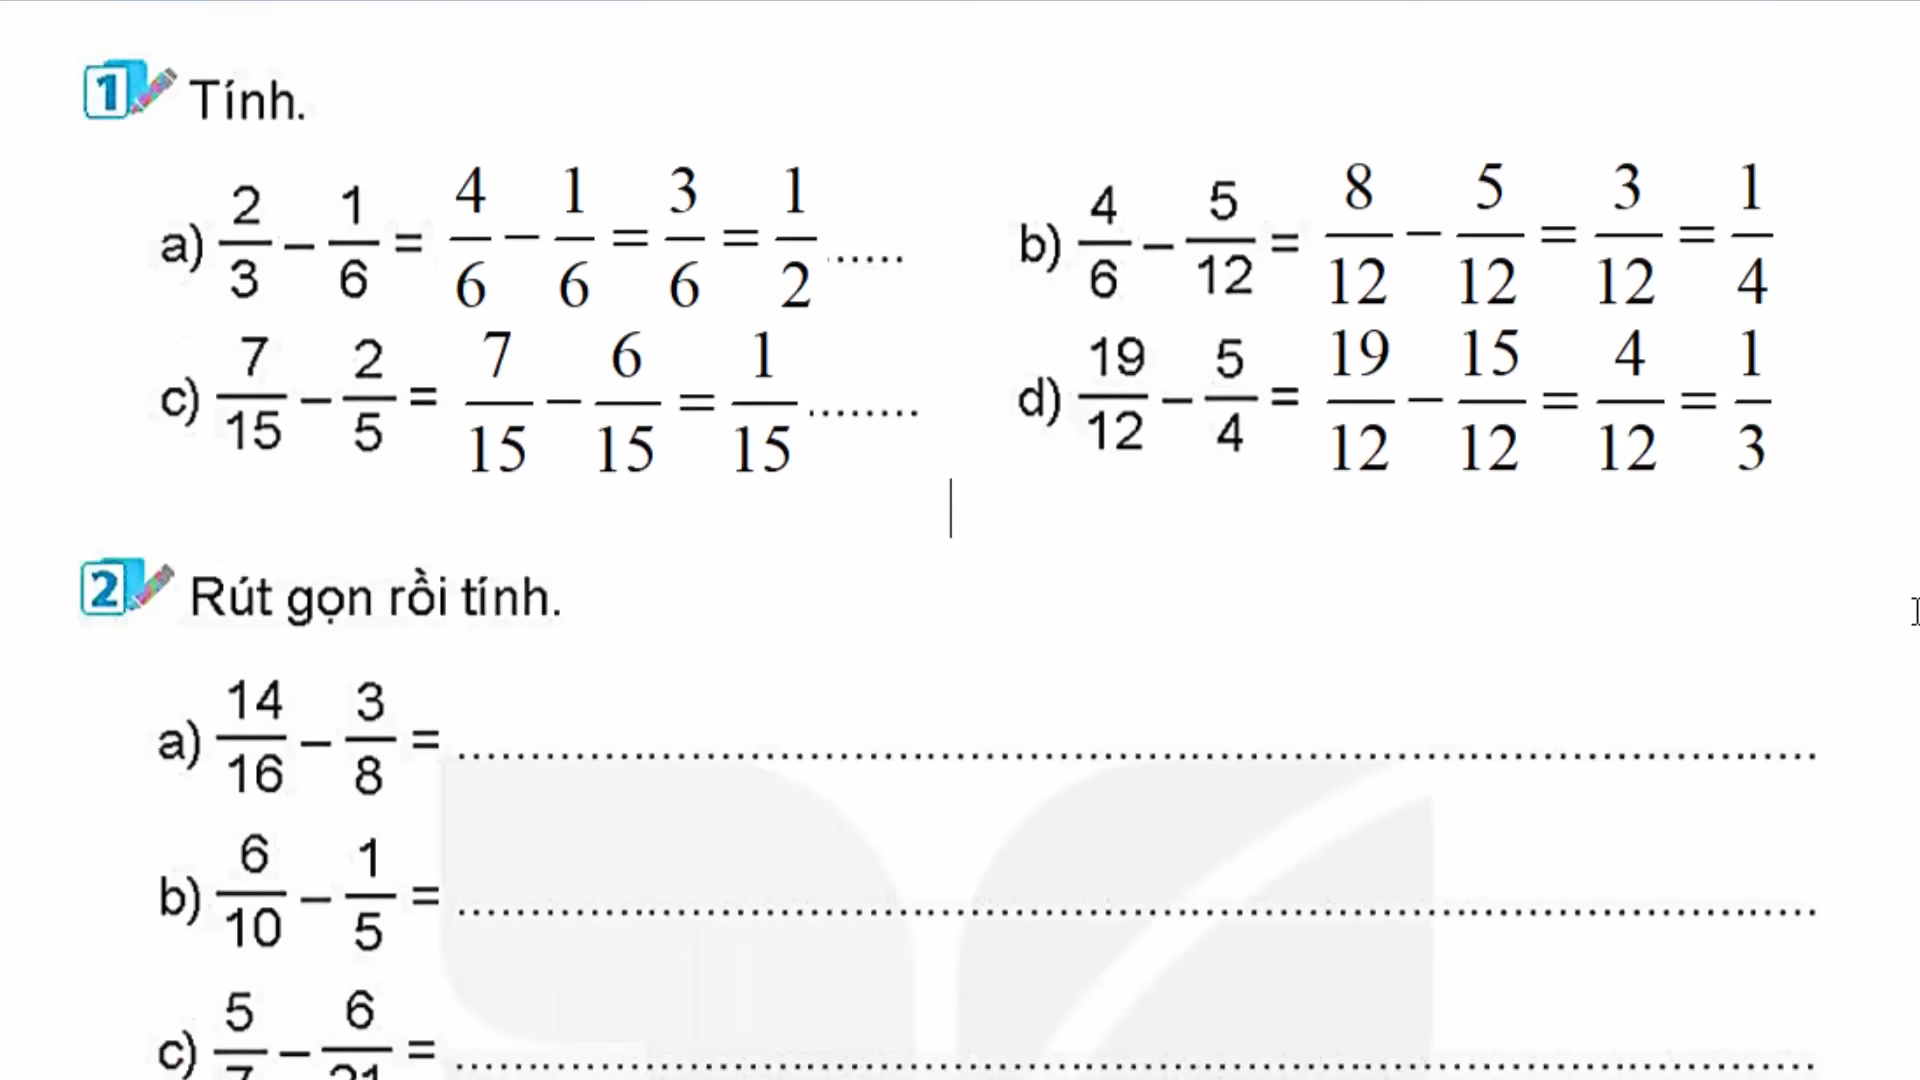 1 Tính.
a) 2/3 – 1/6 = 4/6 – 1/6 = 3/6 = 1/2 ..... b) 4/6 – 5/12 = 8/12 – 5/12 = 3/12 = 1/4
c) 7/15 – 2/5 = 7/15 – 6/15 = 1/15 ........ d) 19/12 – 5/4 = 19/12 – 15/12 = 4/12 = 1/3
2 Rút gọn rồi tính.
a) 14/16 – 3/8 = ........
b) 6/10 – 1/5 = ........
c) 5/7 – 6/21 = ........